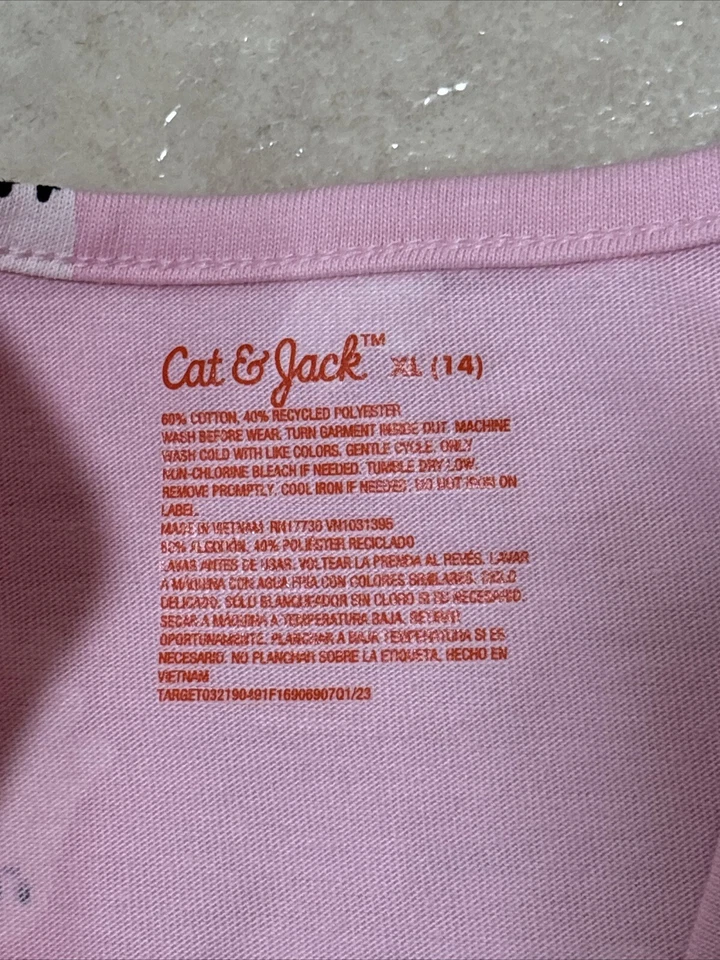 Cat & Jack™ XL (14)
60% COTTON, 40% RECYCLED POLYESTER
WASH BEFORE WEAR. TURN GARMENT INSIDE OUT. MACHINE
WASH COLD WITH LIKE COLORS. GENTLE CYCLE. ONLY
NON-CHLORINE BLEACH IF NEEDED. TUMBLE DRY LOW.
REMOVE PROMPTLY. COOL IRON IF NEEDED. DO NOT IRON ON
LABEL.
MADE IN VIETNAM RN17730 VN1031395
60% ALGODÓN, 40% POLIÉSTER RECICLADO
LAVAR ANTES DE USAR. VOLTEAR LA PRENDA AL REVÉS. LAVAR
A MÁQUINA CON AGUA FRÍA CON COLORES SIMILARES. CICLO
DELICADO. SOLO BLANQUEADOR SIN CLORO SI ES NECESARIO.
SECAR A MÁQUINA A TEMPERATURA BAJA. RETIRAR
OPORTUNAMENTE. PLANCHAR A BAJA TEMPERATURA SI ES
NECESARIO. NO PLANCHAR SOBRE LA ETIQUETA. HECHO EN
VIETNAM
TARGET032190491F1690690701/23